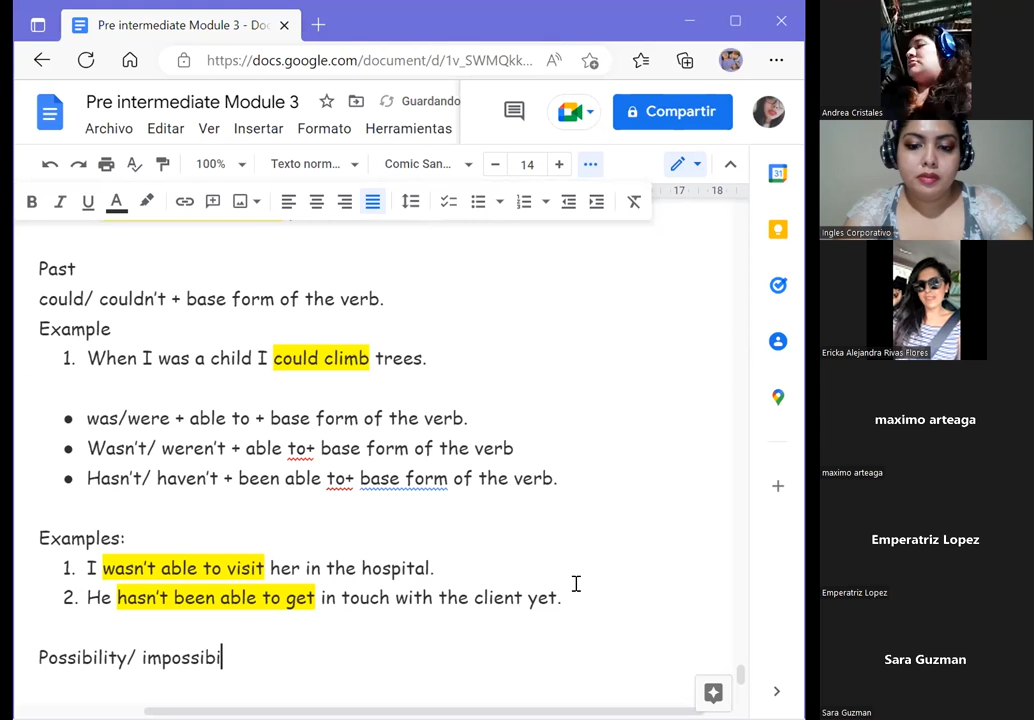 Pre intermediate Module 3 - Doc
https://docs.google.com/document/d/1v_SWMQkk...
Pre intermediate Module 3
Guardando
Compartir
Archivo Editar Ver Insertar Formato Herramientas
100% Texto norm... Comic San... 14
17 18
Past
could/ couldn't + base form of the verb.
Example
1. When I was a child I could climb trees.
● was/were + able to + base form of the verb.
● Wasn't/ weren't + able to+ base form of the verb
● Hasn't/ haven't + been able to+ base form of the verb.
Examples:
1. I wasn't able to visit her in the hospital.
2. He hasn't been able to get in touch with the client yet.
Possibility/ impossibi
Andrea Cristales
Ingles Corporativo
Ericka Alejandra Rivas Flores
maximo arteaga
maximo arteaga
Emperatriz Lopez
Emperatriz Lopez
Sara Guzman
Sara Guzman